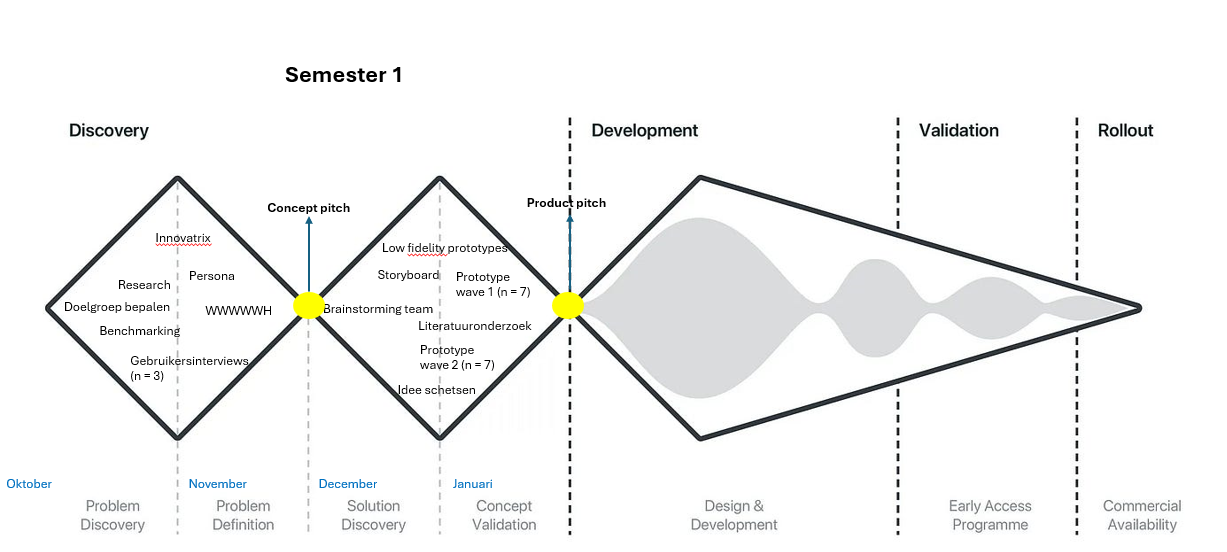 Semester 1
Discovery
Development
Validation
Rollout
Concept pitch
Product pitch
Innovatrix
Research
Persona
Doelgroep bepalen
WWWWWH
Benchmarking
Gebruikersinterviews
(n = 3)
Low fidelity prototypes
Storyboard
Prototype
wave 1 (n = 7)
Brainstorming team
Literatuuronderzoek
Prototype
wave 2 (n = 7)
Idee schetsen
Oktober
November
December
Januari
Problem
Discovery
Problem
Definition
Solution
Discovery
Concept
Validation
Design &
Development
Early Access
Programme
Commercial
Availability